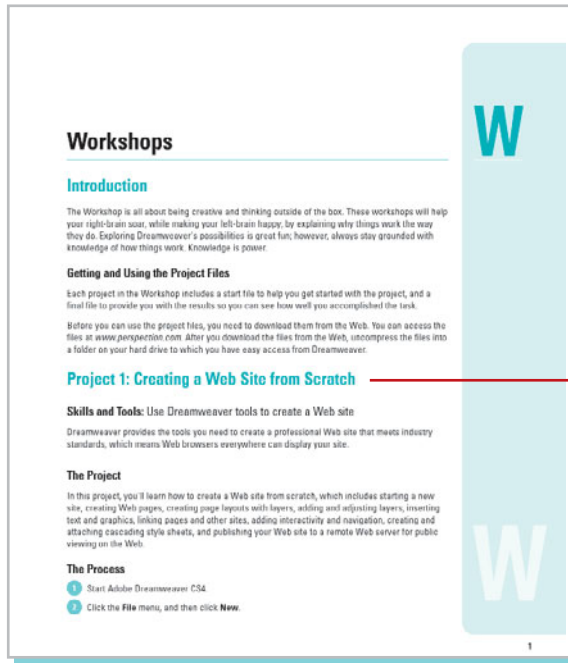 W
Workshops
Introduction
The Workshop is all about being creative and thinking outside of the box. These workshops will help
your right-brain soar, while making your left-brain happy; by explaining why things work the way
they do. Exploring Dreamweaver's possibilities is great fun; however, always stay grounded with
knowledge of how things work. Knowledge is power.
Getting and Using the Project Files
Each project in the Workshop includes a start file to help you get started with the project, and a
final file to provide you with the results so you can see how well you accomplished the task.
Before you can use the project files, you need to download them from the Web. You can access the
files at www.perspection.com. After you download the files from the Web, uncompress the files into
a folder on your hard drive to which you have easy access from Dreamweaver.
Project 1: Creating a Web Site from Scratch
Skills and Tools: Use Dreamweaver tools to create a Web site
Dreamweaver provides the tools you need to create a professional Web site that meets industry
standards, which means Web browsers everywhere can display your site.
The Project
In this project, you'll learn how to create a Web site from scratch, which includes starting a new
site, creating Web pages, creating page layouts with layers, adding and adjusting layers, inserting
text and graphics, linking pages and other sites, adding interactivity and navigation, creating and
attaching cascading style sheets, and publishing your Web site to a remote Web server for public
viewing on the Web.
The Process
1 Start Adobe Dreamweaver CS4.
2 Click the File menu, and then click New.
W
1